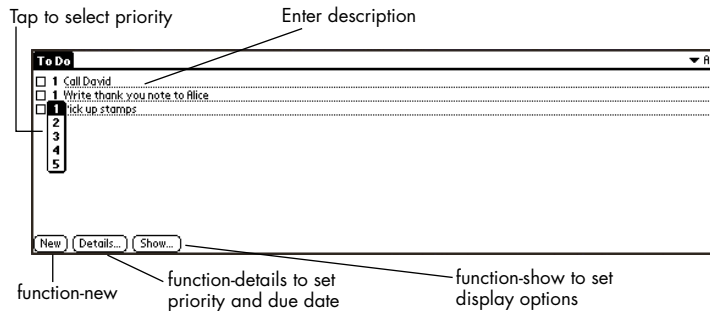 Tap to select priority
Enter description
To Do
1 Call David
1 Write thank you note to Alice
1 ick up stamps
2
3
4
5
New Details... Show...
function-new
function-details to set
priority and due date
function-show to set
display options